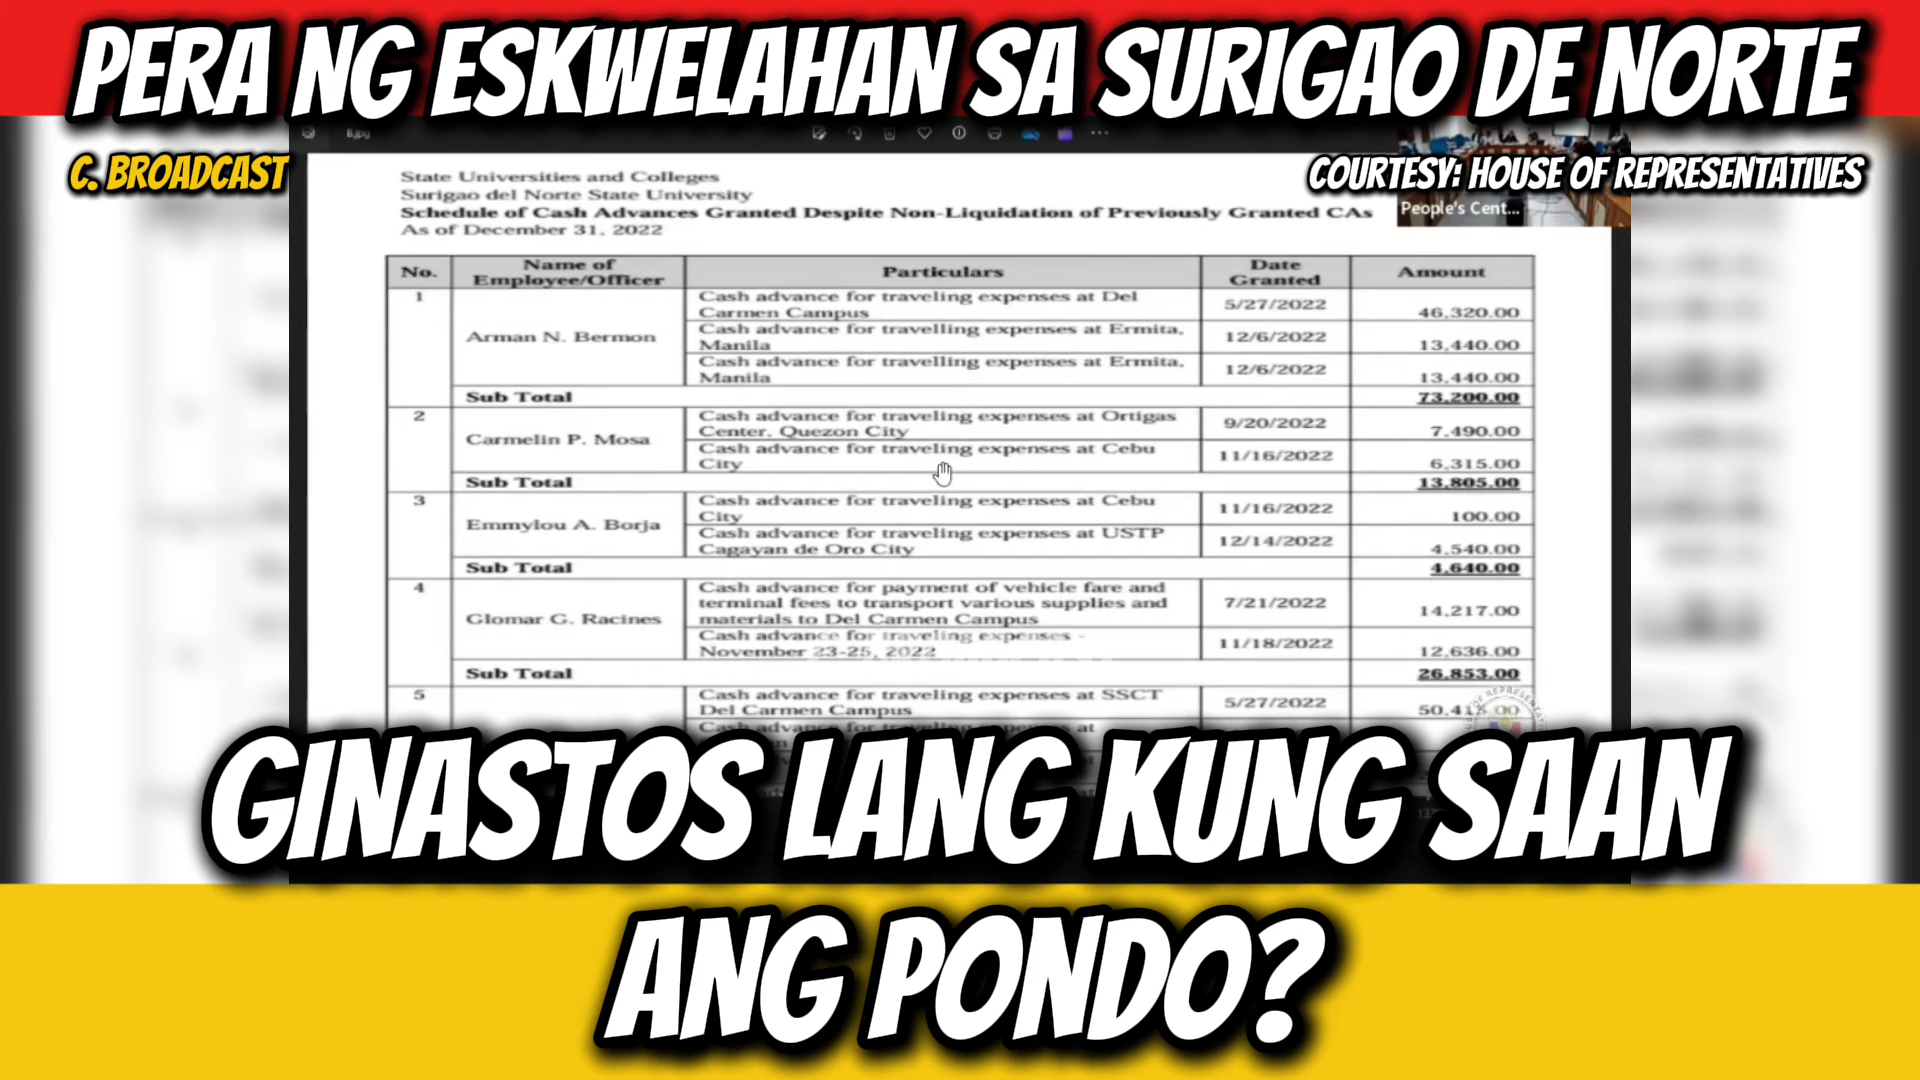 PERA NG ESKWELAHAN SA SURIGAO DE NORTE
8.jpg
C. BROADCAST
COURTESY: HOUSE OF REPRESENTATIVES
People's Cent...
State Universities and Colleges
Surigao del Norte State University
Schedule of Cash Advances Granted Despite Non-Liquidation of Previously Granted CAs
As of December 31, 2022
No. Name of Employee/Officer Particulars Date Granted Amount
1 Arman N. Bermon
Cash advance for traveling expenses at Del Carmen Campus 5/27/2022 46,320.00
Cash advance for travelling expenses at Ermita, Manila 12/6/2022 13,440.00
Cash advance for travelling expenses at Ermita, Manila 12/6/2022 13,440.00
Sub Total 73,200.00
2 Carmelin P. Mosa
Cash advance for traveling expenses at Ortigas Center, Quezon City 9/20/2022 7,490.00
Cash advance for traveling expenses at Cebu City 11/16/2022 6,315.00
Sub Total 13,805.00
3 Emmylou A. Borja
Cash advance for traveling expenses at Cebu City 11/16/2022 100.00
Cash advance for traveling expenses at USTP Cagayan de Oro City 12/14/2022 4,540.00
Sub Total 4,640.00
4 Glomar G. Racines
Cash advance for payment of vehicle fare and terminal fees to transport various supplies and materials to Del Carmen Campus 7/21/2022 14,217.00
Cash advance for traveling expenses - November 23-25, 2022 11/18/2022 12,636.00
Sub Total 26,853.00
5 Cash advance for traveling expenses at SSCT Del Carmen Campus 5/27/2022
Cash advance for traveling expenses at
GINASTOS LANG KUNG SAAN
ANG PONDO?